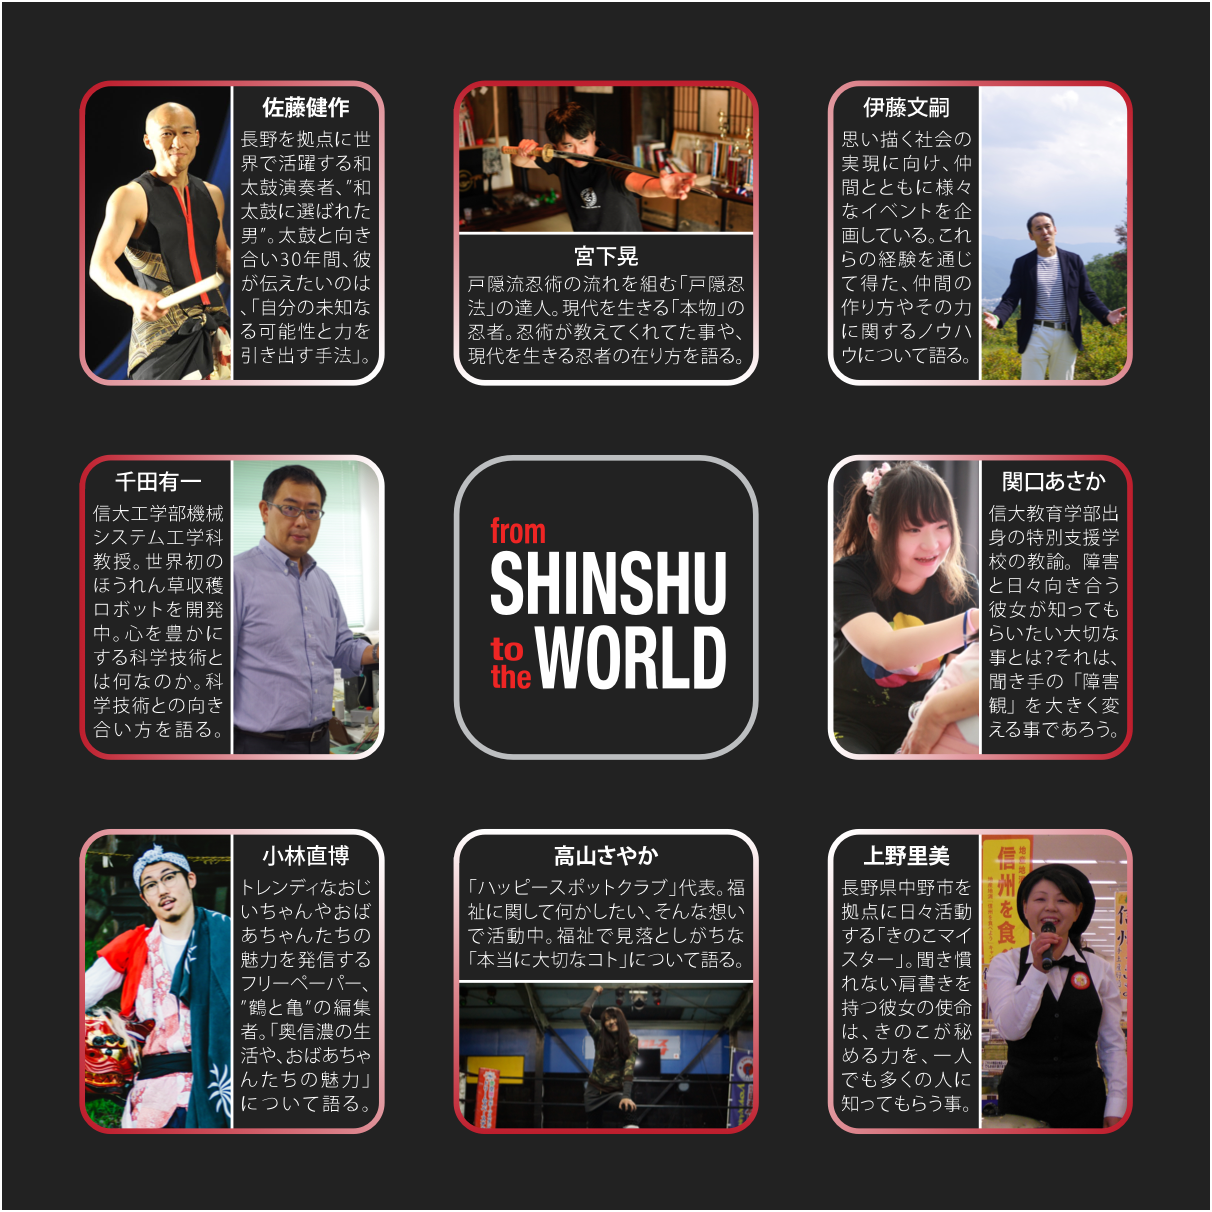 佐藤健作
長野を拠点に世
界で活躍する和
太鼓演奏者、”和
太鼓に選ばれた
男”。太鼓と向き
合い30年間、彼
が伝えたいのは
、「自分の未知な
る可能性と力を
引き出す手法」。
宮下晃
戸隠流忍術の流れを組む「戸隠忍
法」の達人。現代を生きる「本物」の
忍者。忍術が教えてくれてた事や、
現代を生きる忍者の在り方を語る。
伊藤文嗣
思い描く社会の
実現に向け、仲
間とともに様々
なイベントを企
画している。これ
らの経験を通じ
て得た、仲間の
作り方やその力
に関するノウハ
ウについて語る。
千田有一
信大工学部機械
システム工学科
教授。世界初の
ほうれん草収穫
ロボットを開発
中。心を豊かに
する科学技術と
は何なのか。科
学技術との向き
合い方を語る。
from
SHINSHU
to the
WORLD
関口あさか
信大教育学部出
身の特別支援学
校の教諭。障害
と日々向き合う
彼女が知っても
らいたい大切な
事とは?それは、
聞き手の「障害
観」を大きく変
える事であろう。
小林直博
トレンディなおじ
いちゃんやおば
あちゃんたちの
魅力を発信する
フリーペーパー、
”鶴と亀”の編集
者。「奥信濃の生
活や、おばあちゃ
んたちの魅力」
について語る。
高山さやか
「ハッピースポットクラブ」代表。福
祉に関して何かしたい、そんな想い
で活動中。福祉で見落としがちな
「本当に大切なコト」について語る。
上野里美
長野県中野市を
拠点に日々活動
する「きのこマイ
スター」。聞き慣
れない肩書きを
持つ彼女の使命
は、きのこが秘
める力を、一人
でも多くの人に
知ってもらう事。
信州を食